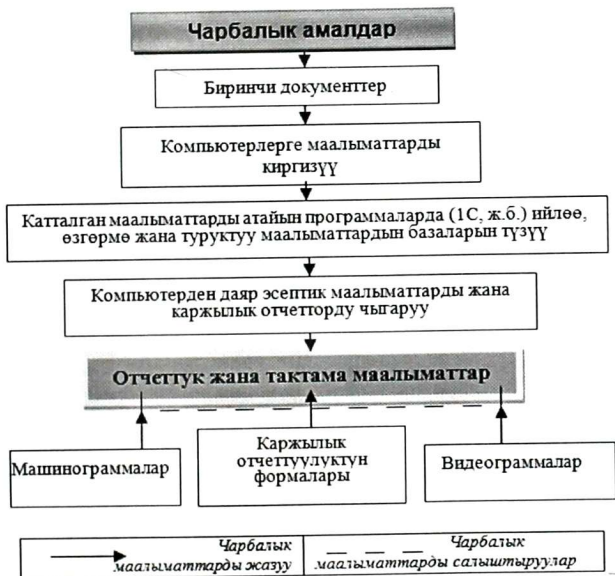 Чарбалык амалдар
Биринчи документтер
Компьютерлерге маалыматтарды
киргизүү
Катталган маалыматтарды атайын программаларда (1С, ж.б.) ийлөө,
өзгөрмө жана туруктуу маалыматтардын базаларын түзүү
Компьютерден даяр эсептик маалыматтарды жана
каржылык отчетторду чыгаруу
Отчеттук жана тактама маалыматтар
Машинограммалар
Каржылык
отчеттуулуктун
формалары
Видеограммалар
Чарбалык
маалыматтарды жазуу
Чарбалык
маалыматтарды салыштыруулар